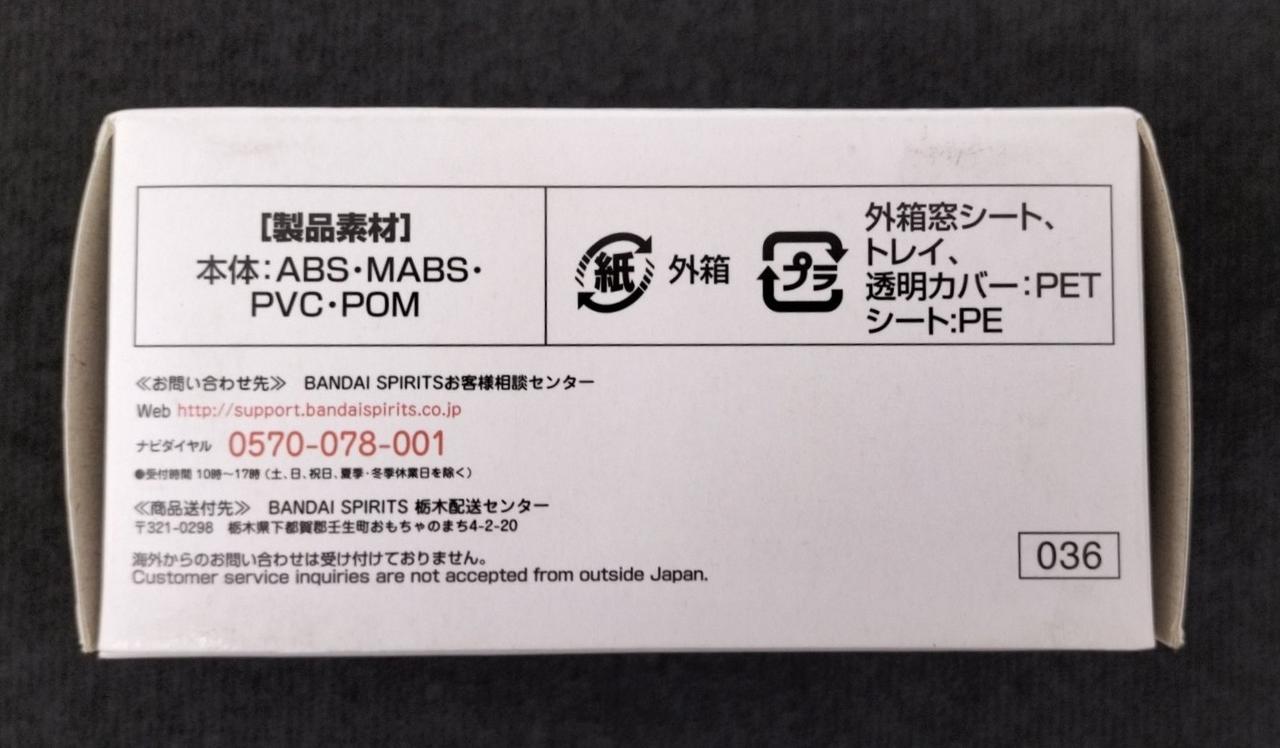 [製品素材]
本体：ABS・MABS・
PVC・POM
紙 外箱
プラ
外箱窓シート、
トレイ、
透明カバー：PET
シート:PE
≪お問い合わせ先≫ BANDAI SPIRITSお客様相談センター
Web http://support.bandaispirits.co.jp
ナビダイヤル 0570-078-001
●受付時間 10時～17時（土、日、祝日、夏季・冬季休業日を除く）
≪商品送付先≫ BANDAI SPIRITS 栃木配送センター
〒321-0298 栃木県下都賀郡壬生町おもちゃのまち4-2-20
海外からのお問い合わせは受け付けておりません。
Customer service inquiries are not accepted from outside Japan.
036